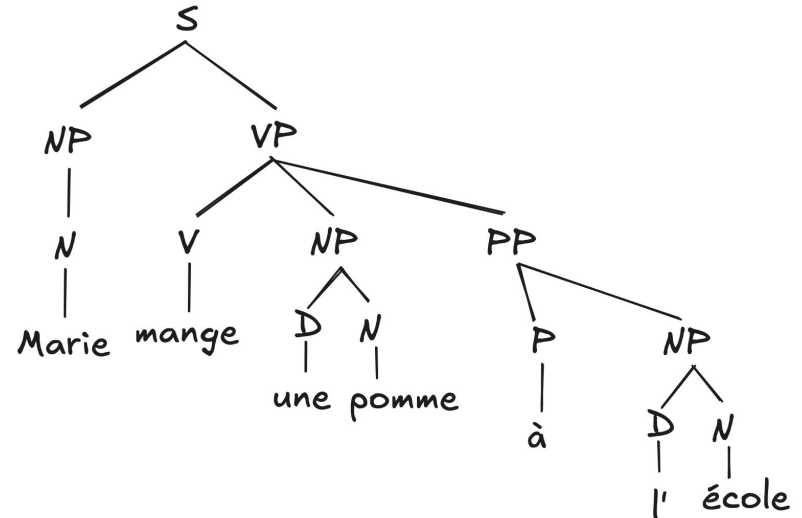 S
NP VP
N V NP PP
Marie mange D N P NP
une pomme à D N
l' école